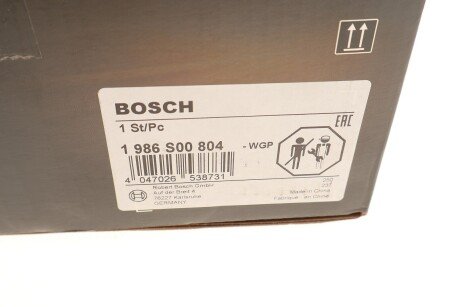 BOSCH
1 St/Pc
EAC
1 986 S00 804 -WGP
4 047026 538731
Robert Bosch GmbH
Auf der Breit 4
76227 Karlsruhe
GERMANY
Made in China
Fabriqué en Chine